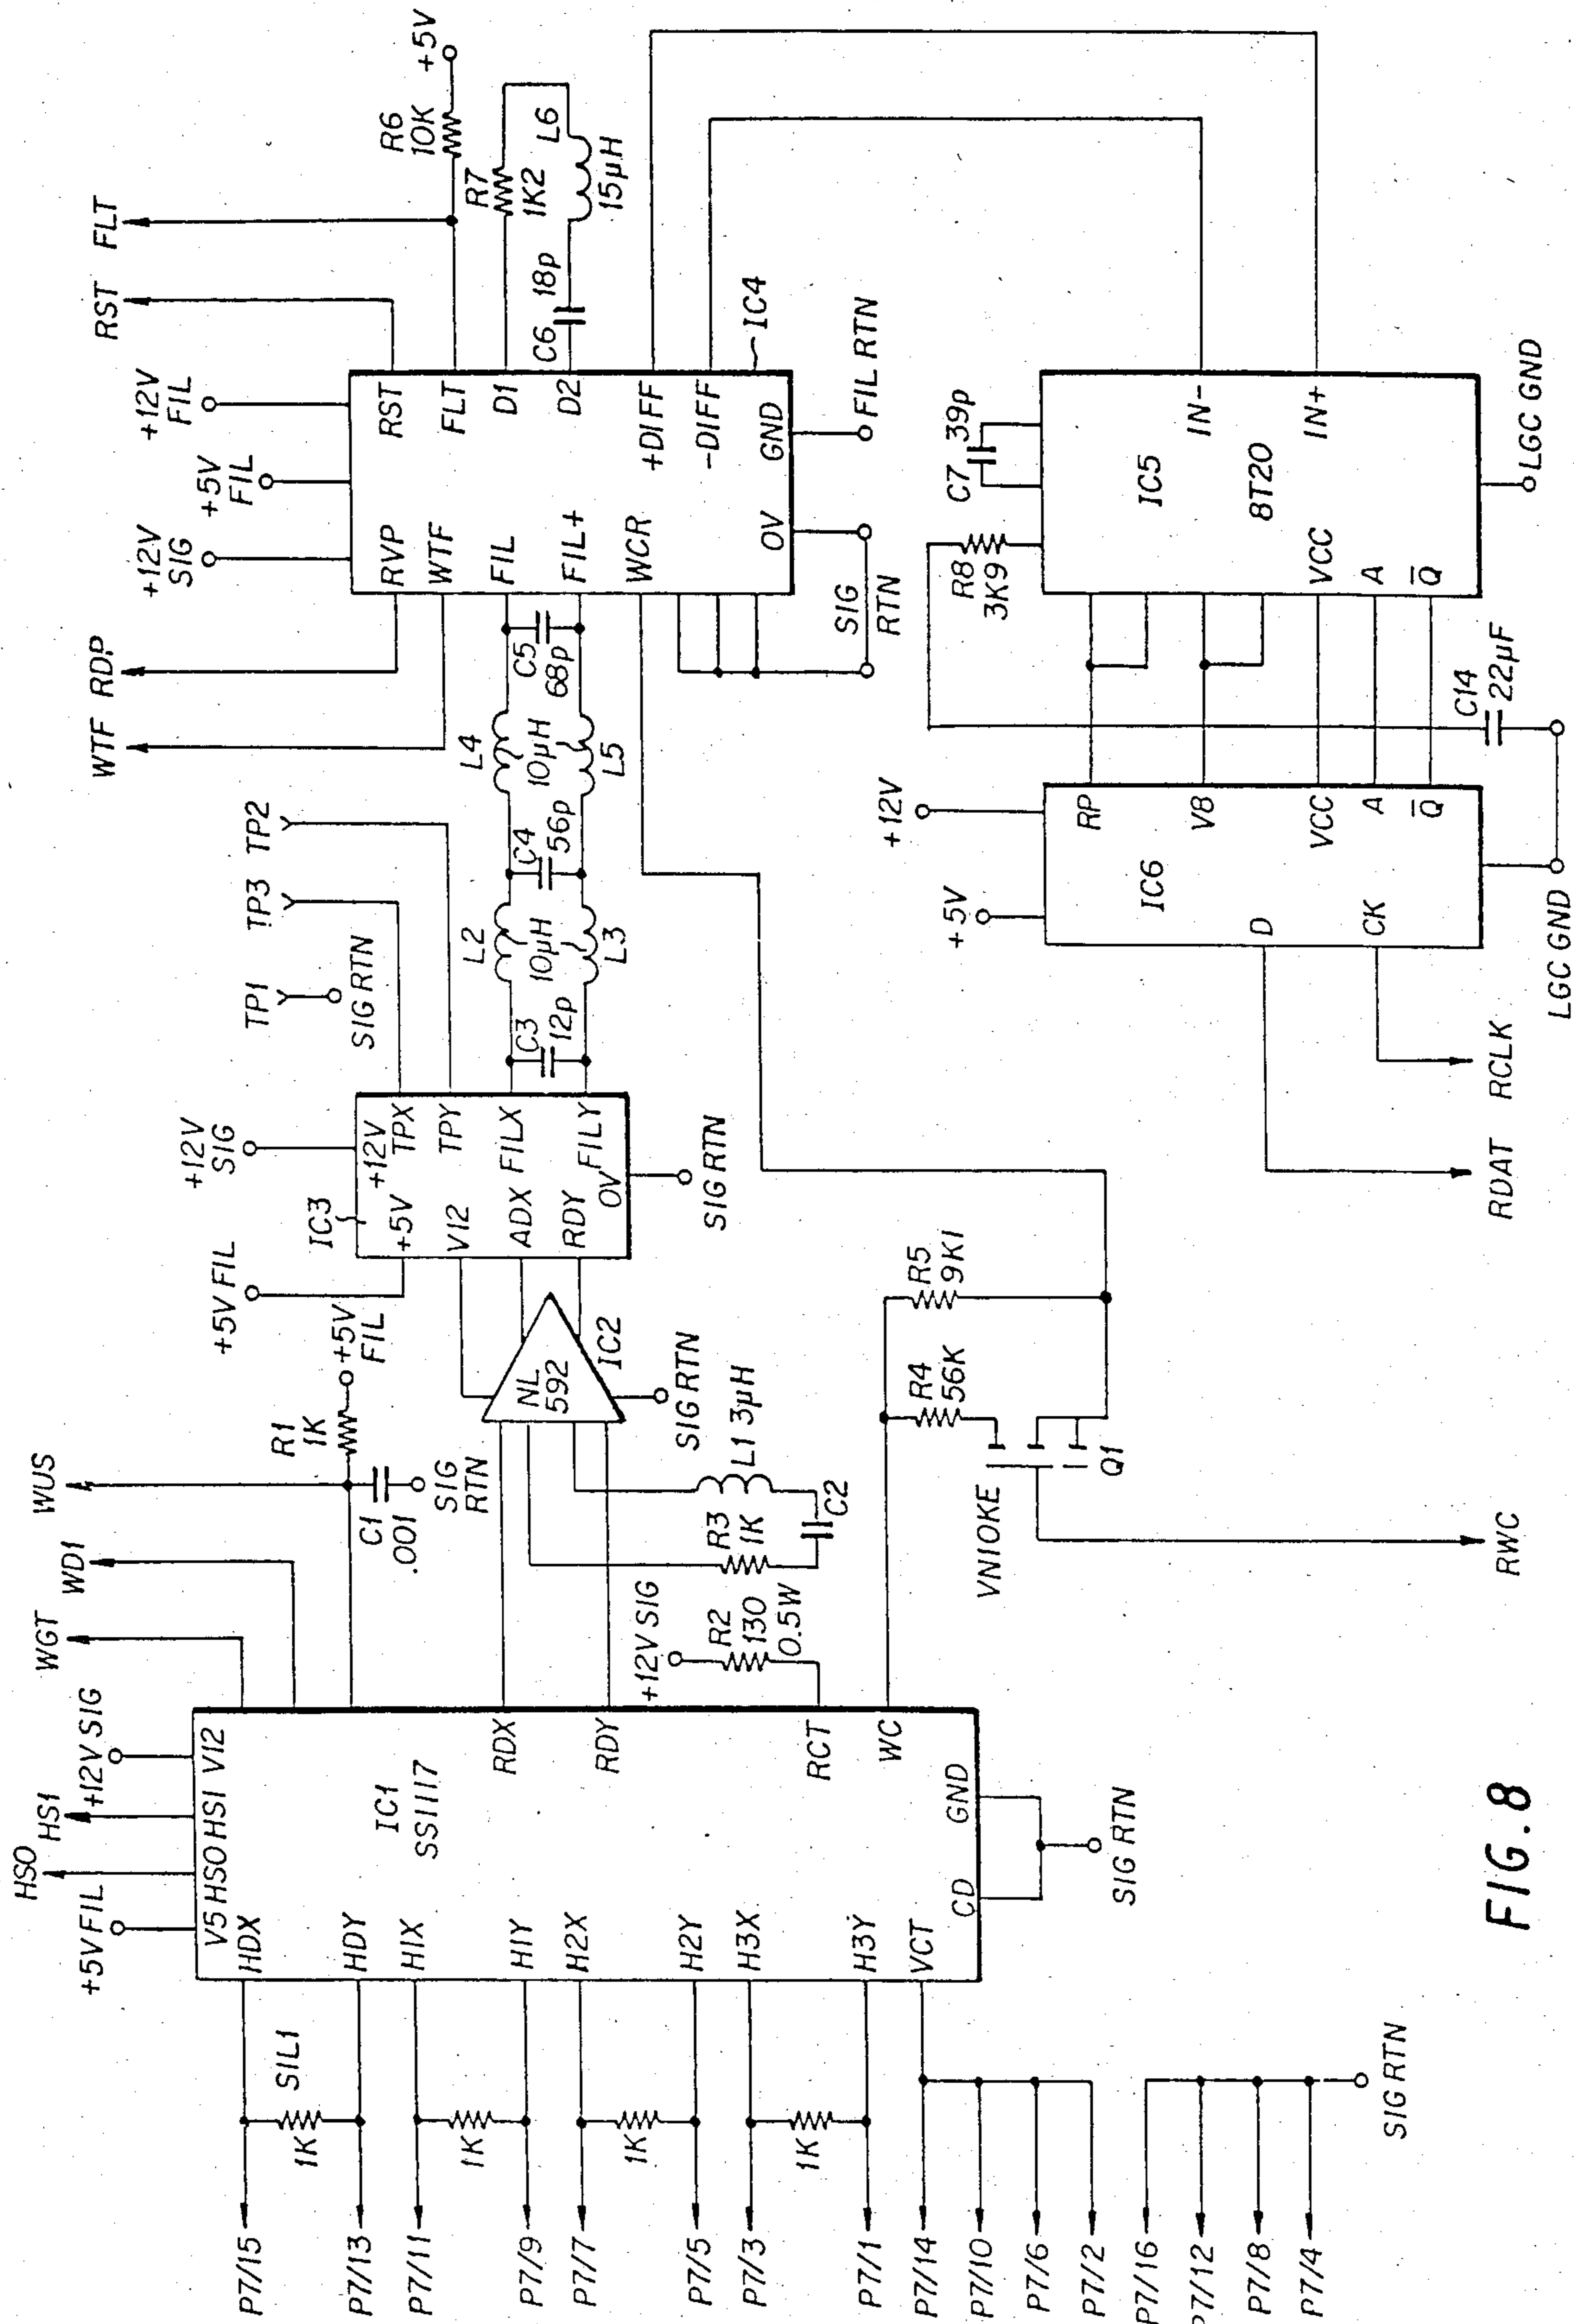 HSO
HS1
WGT
WD1
WUS
+5V FIL
+12V SIG
V5
HSO
HS1
V12
HDX
HDY
H1X
H1Y
H2X
H2Y
H3X
H3Y
VCT
CD
GND
IC1
SS1117
RDX
RDY
RCT
WC
SIL1
1K
1K
1K
1K
P7/15
P7/13
P7/11
P7/9
P7/7
P7/5
P7/3
P7/1
P7/14
P7/10
P7/6
P7/2
P7/16
P7/12
P7/8
P7/4
SIG RTN
SIG RTN
R1
1K
+5V
FIL
C1
.001
SIG
RTN
+12V SIG
R2
130
0.5W
R3
1K
C2
L1 3µH
NL
592
IC2
SIG RTN
R4
56K
R5
9K1
VN10KE
Q1
RWC
+5V FIL
IC3
+12V
SIG
+5V
+12V
TPX
TPY
V12
ADX
FILX
RDY
FILY
OV
SIG RTN
TP1
TP3
TP2
SIG RTN
C3
12p
L2
10µH
L3
C4
56p
L4
10µH
L5
C5
68p
WTF
RDP
+12V
SIG
+5V
FIL
+12V
FIL
RST
FLT
RVP
RST
WTF
FLT
FIL
D1
FIL+
D2
WCR
+DIFF
-DIFF
OV
GND
IC4
SIG
RTN
FIL RTN
R6
10K
+5V
R7
1K2
C6
18p
L6
15µH
+5V
+12V
IC6
RP
V8
VCC
A
Q̅
D
CK
RDAT
RCLK
LGC GND
C14
22µF
R8
3K9
C7
39p
IC5
8T20
IN-
IN+
VCC
A
Q̅
LGC GND
FIG. 8